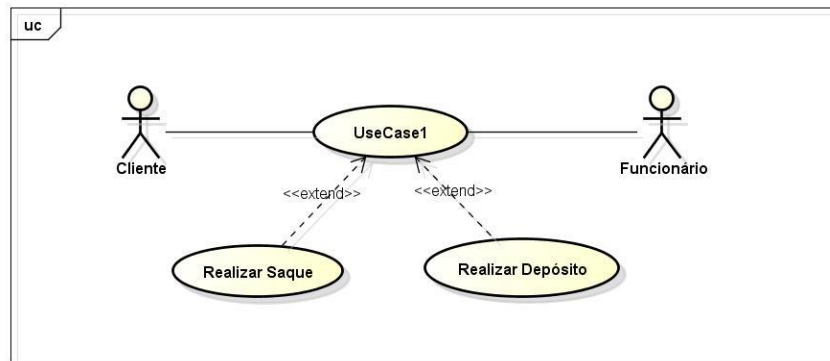 uc
UseCase1
Cliente
Funcionário
<<extend>>
<<extend>>
Realizar Saque
Realizar Depósito